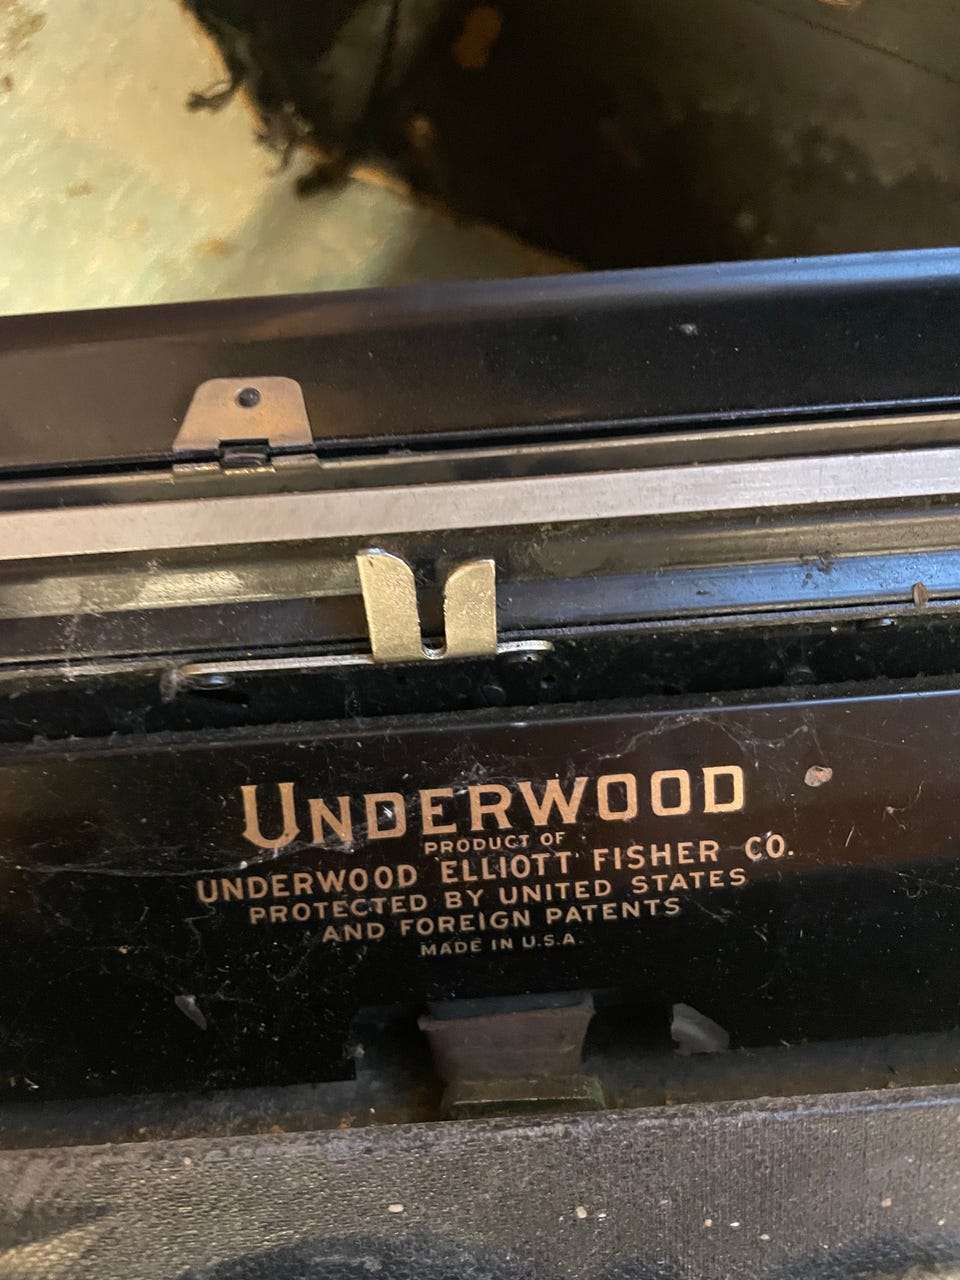 UNDERWOOD
PRODUCT OF
UNDERWOOD ELLIOTT FISHER CO.
PROTECTED BY UNITED STATES
AND FOREIGN PATENTS
MADE IN U.S.A.